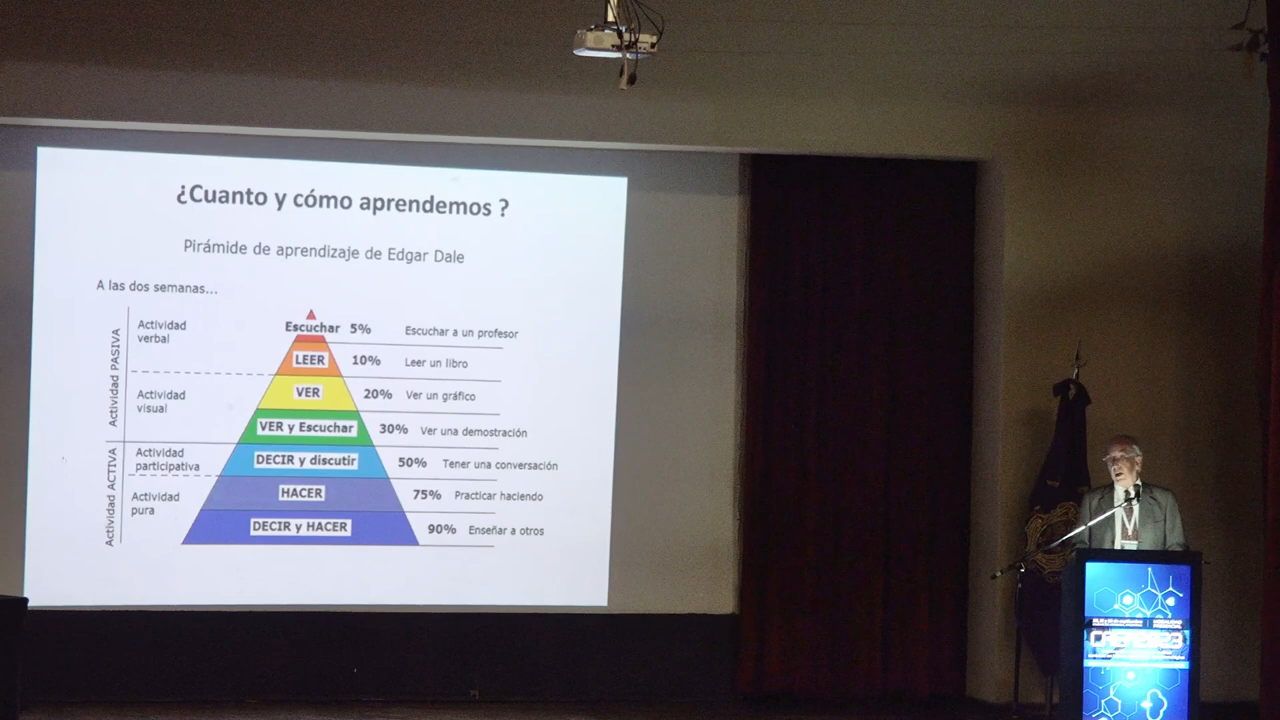 ¿Cuanto y cómo aprendemos ?
Pirámide de aprendizaje de Edgar Dale
A las dos semanas...
Actividad PASIVA
Actividad verbal
Escuchar 5% Escuchar a un profesor
LEER 10% Leer un libro
Actividad visual
VER 20% Ver un gráfico
VER y Escuchar 30% Ver una demostración
Actividad ACTIVA
Actividad participativa
DECIR y discutir 50% Tener una conversación
Actividad pura
HACER 75% Practicar haciendo
DECIR y HACER 90% Enseñar a otros